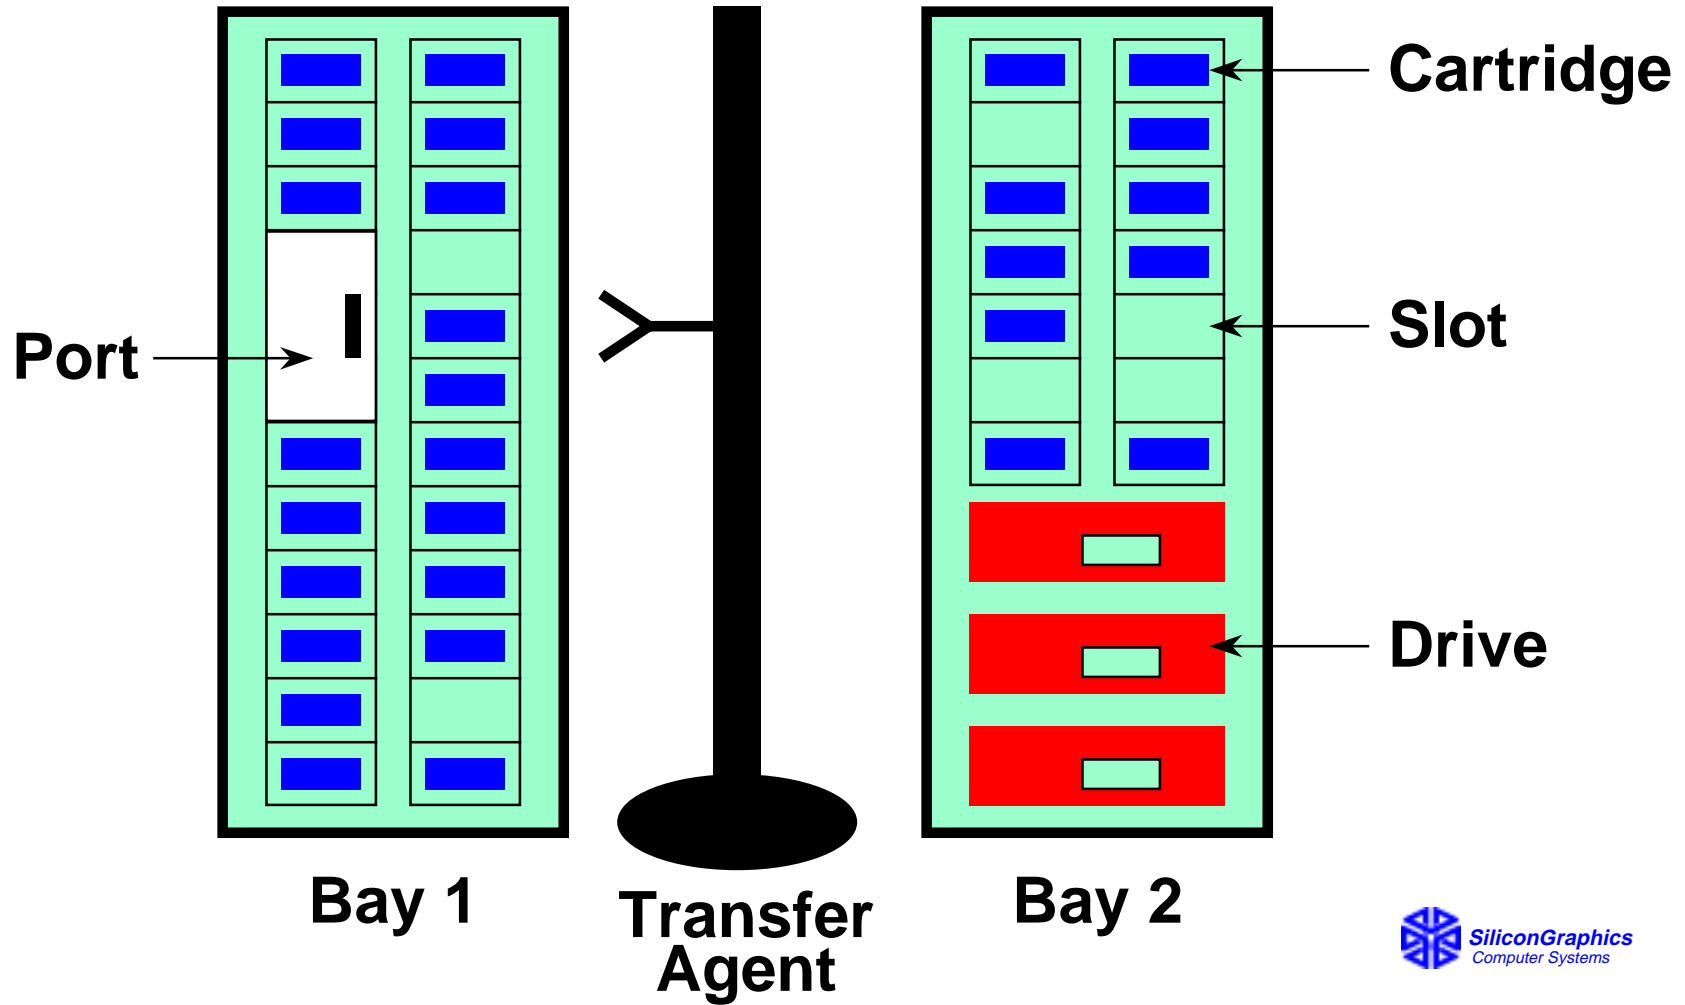 Cartridge
Slot
Port
Drive
Bay 1
Transfer
Agent
Bay 2
SiliconGraphics
Computer Systems